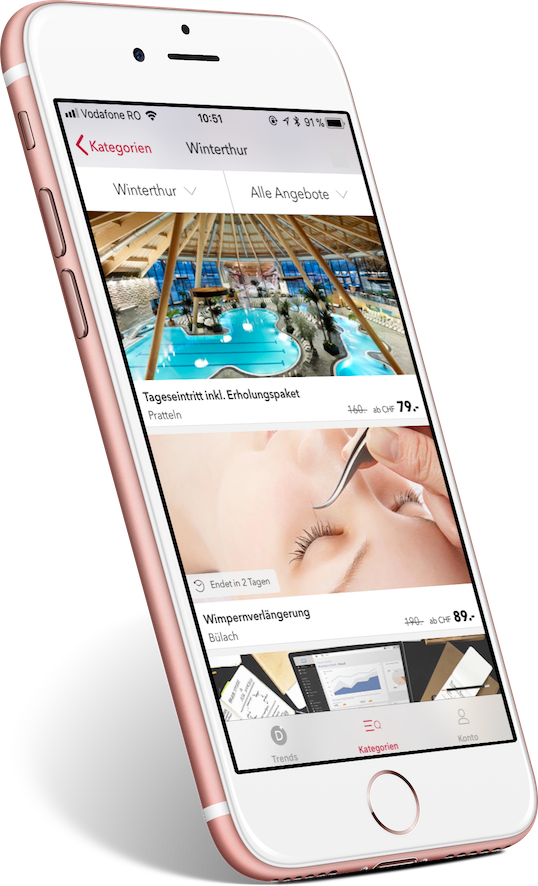 Vodafone RO 10:51 91 %
Kategorien Winterthur
Winterthur Alle Angebote
Tageseintritt inkl. Erholungspaket
Pratteln 160.- ab CHF 79.-
Endet in 2 Tagen
Wimpernverlängerung
Bülach 190.- ab CHF 89.-
D
Trends Kategorien Konto